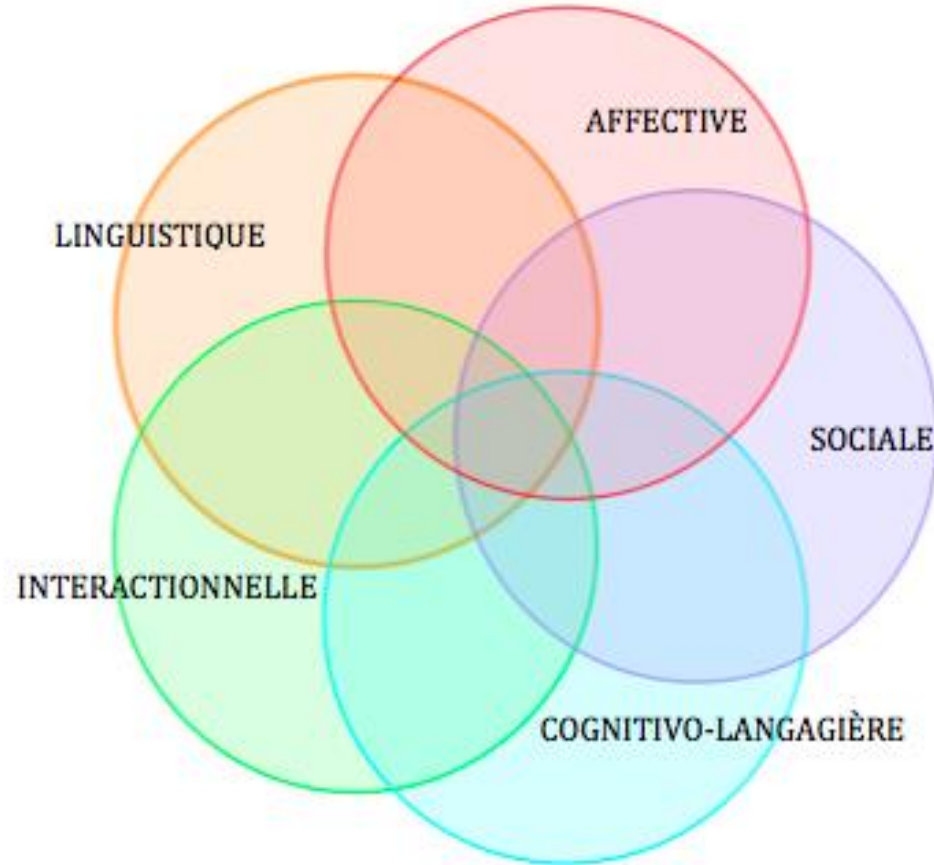 AFFECTIVE
LINGUISTIQUE
SOCIALE
INTERACTIONNELLE
COGNITIVO-LANGAGIÈRE